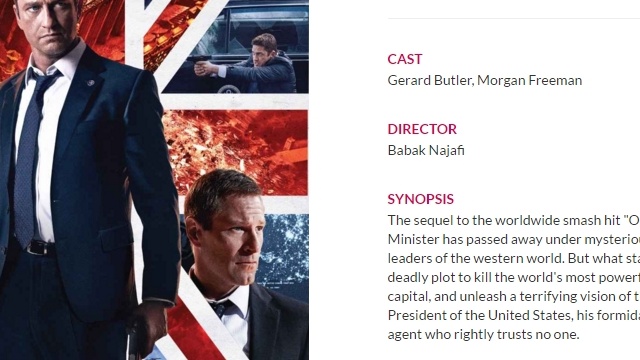 CAST
Gerard Butler, Morgan Freeman
DIRECTOR
Babak Najafi
SYNOPSIS
The sequel to the worldwide smash hit "O
Minister has passed away under mysteriou
leaders of the western world. But what sta
deadly plot to kill the world's most powerf
capital, and unleash a terrifying vision of t
President of the United States, his formida
agent who rightly trusts no one.